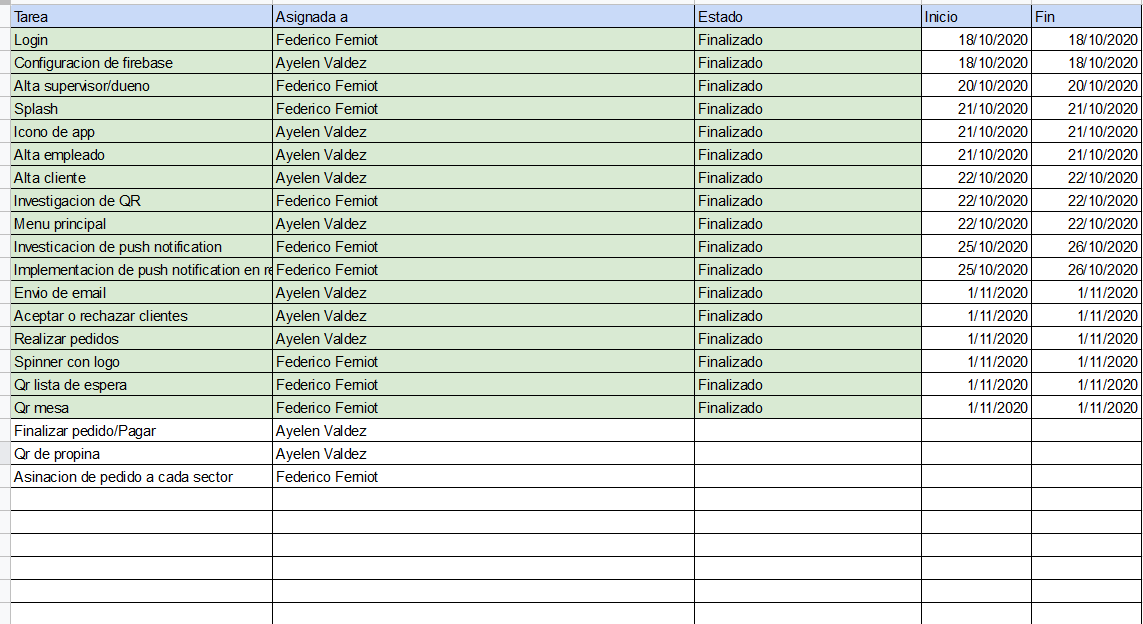 Tarea Asignada a Estado Inicio Fin
Login Federico Ferniot Finalizado 18/10/2020 18/10/2020
Configuracion de firebase Ayelen Valdez Finalizado 18/10/2020 18/10/2020
Alta supervisor/dueno Federico Ferniot Finalizado 20/10/2020 20/10/2020
Splash Federico Ferniot Finalizado 21/10/2020 21/10/2020
Icono de app Ayelen Valdez Finalizado 21/10/2020 21/10/2020
Alta empleado Ayelen Valdez Finalizado 21/10/2020 21/10/2020
Alta cliente Ayelen Valdez Finalizado 22/10/2020 22/10/2020
Investigacion de QR Federico Ferniot Finalizado 22/10/2020 22/10/2020
Menu principal Ayelen Valdez Finalizado 22/10/2020 22/10/2020
Investicacion de push notification Federico Ferniot Finalizado 25/10/2020 26/10/2020
Implementacion de push notification en re Federico Ferniot Finalizado 25/10/2020 26/10/2020
Envio de email Ayelen Valdez Finalizado 1/11/2020 1/11/2020
Aceptar o rechazar clientes Ayelen Valdez Finalizado 1/11/2020 1/11/2020
Realizar pedidos Ayelen Valdez Finalizado 1/11/2020 1/11/2020
Spinner con logo Federico Ferniot Finalizado 1/11/2020 1/11/2020
Qr lista de espera Federico Ferniot Finalizado 1/11/2020 1/11/2020
Qr mesa Federico Ferniot Finalizado 1/11/2020 1/11/2020
Finalizar pedido/Pagar Ayelen Valdez
Qr de propina Ayelen Valdez
Asinacion de pedido a cada sector Federico Ferniot